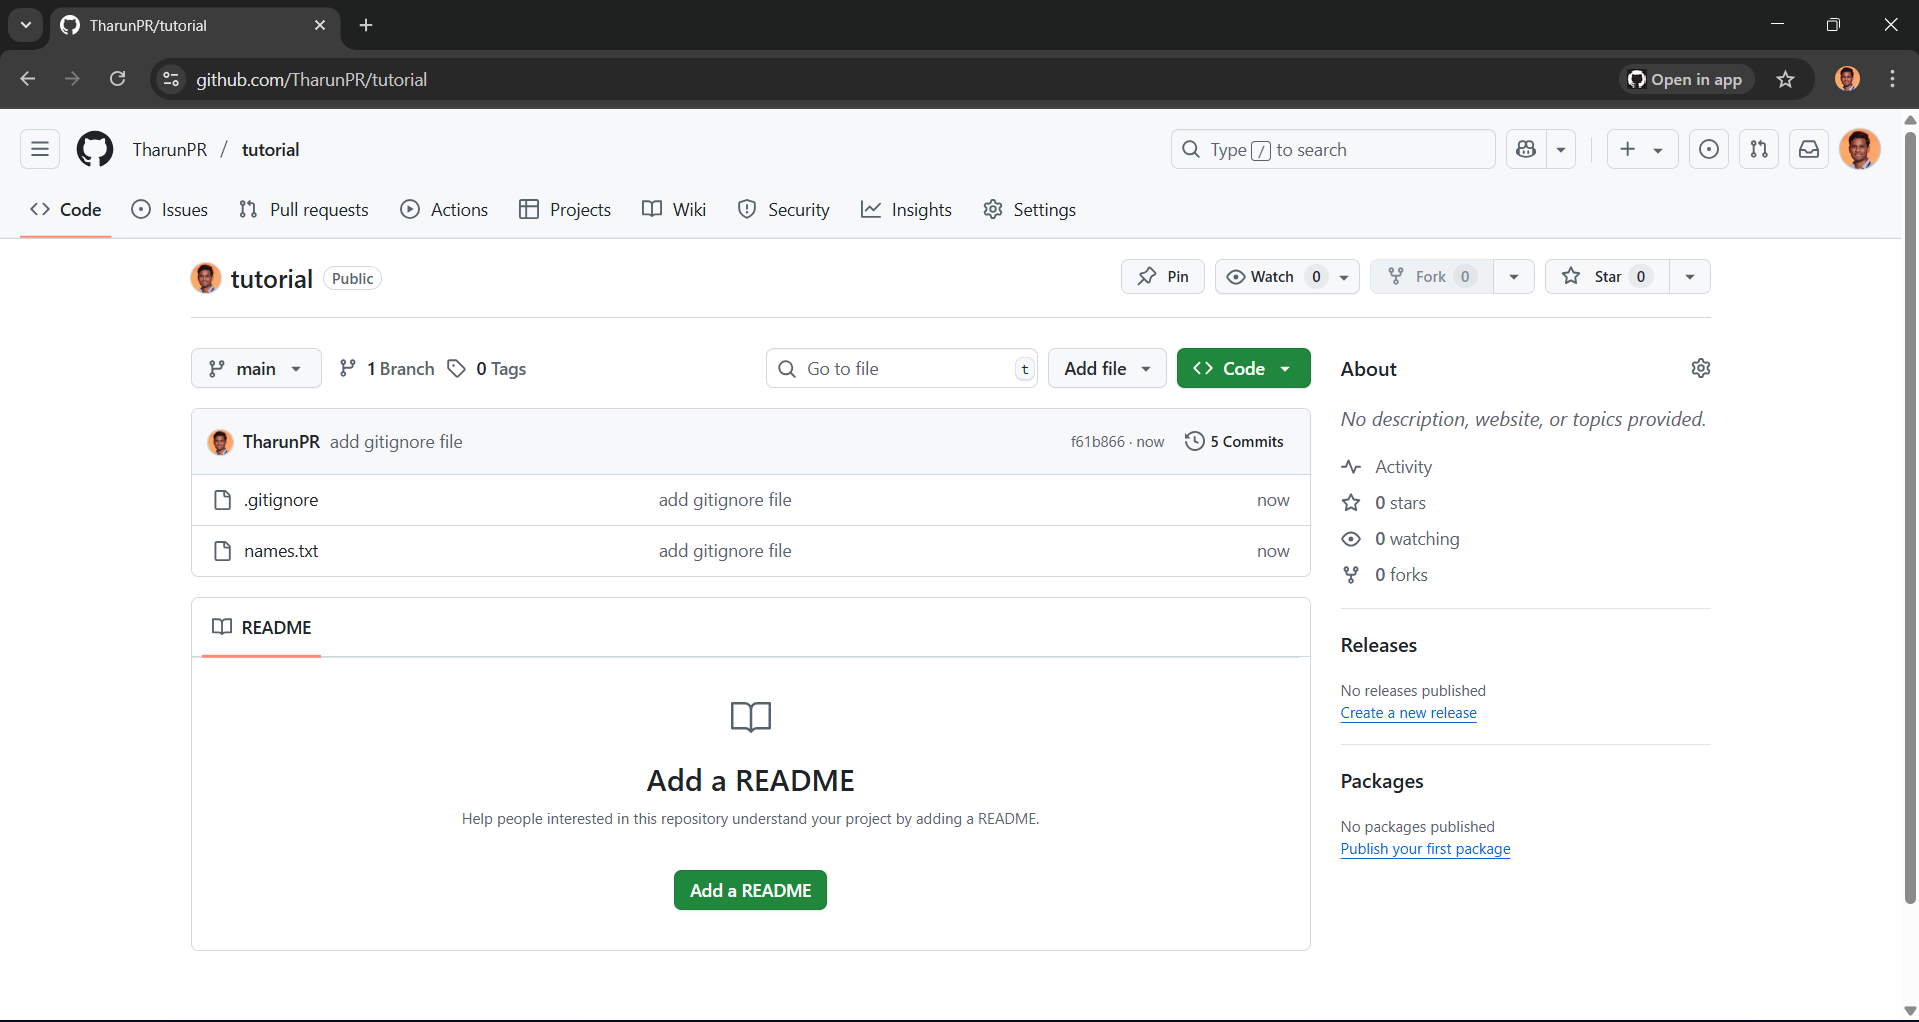 TharunPR/tutorial
github.com/TharunPR/tutorial
Open in app
TharunPR / tutorial
Type / to search
Code Issues Pull requests Actions Projects Wiki Security Insights Settings
tutorial Public
Pin Watch 0 Fork 0 Star 0
main 1 Branch 0 Tags Go to file t Add file Code
TharunPR add gitignore file f61b866 · now 5 Commits
.gitignore add gitignore file now
names.txt add gitignore file now
README
Add a README
Help people interested in this repository understand your project by adding a README.
Add a README
About
No description, website, or topics provided.
Activity
0 stars
0 watching
0 forks
Releases
No releases published
Create a new release
Packages
No packages published
Publish your first package